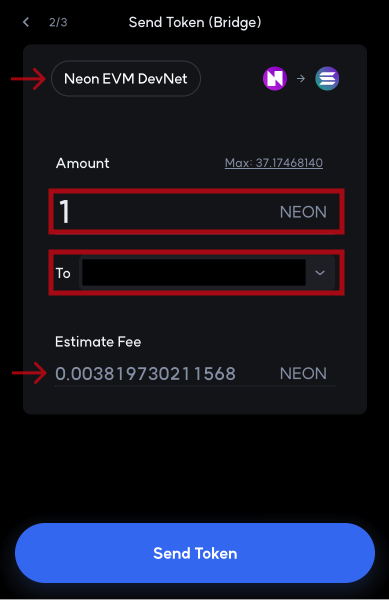 2/3 Send Token (Bridge)
Neon EVM DevNet
Amount Max: 37.17468140
1 NEON
To
Estimate Fee
0.003819730211568 NEON
Send Token